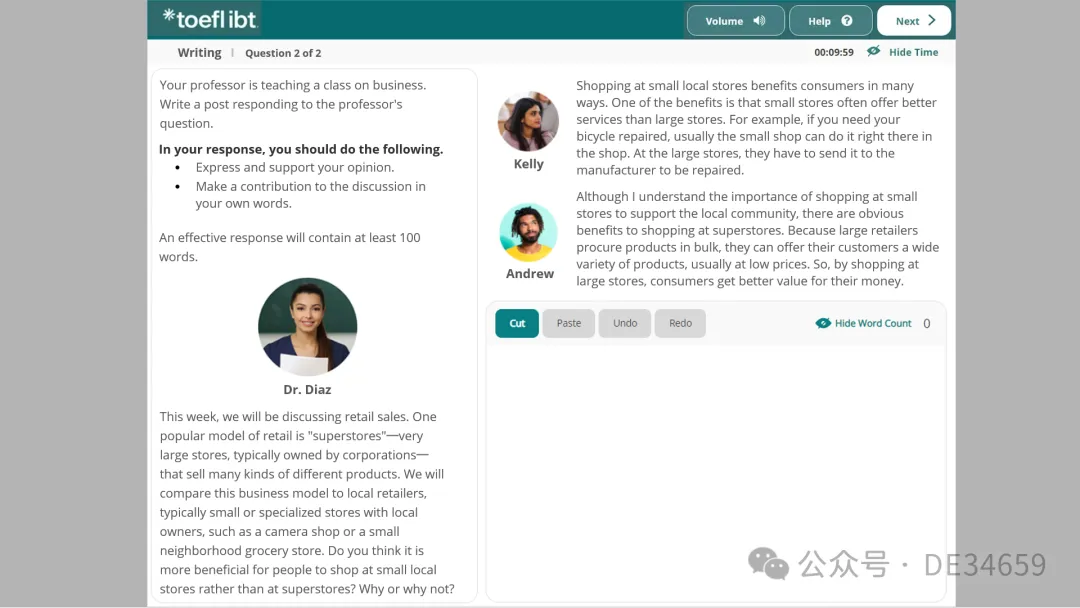 *toefl ibt.
Volume
Help
Next
Writing | Question 2 of 2
00:09:59
Hide Time
Your professor is teaching a class on business.
Write a post responding to the professor's
question.
In your response, you should do the following.
• Express and support your opinion.
• Make a contribution to the discussion in
your own words.
An effective response will contain at least 100
words.
Dr. Diaz
This week, we will be discussing retail sales. One
popular model of retail is "superstores"—very
large stores, typically owned by corporations—
that sell many kinds of different products. We will
compare this business model to local retailers,
typically small or specialized stores with local
owners, such as a camera shop or a small
neighborhood grocery store. Do you think it is
more beneficial for people to shop at small local
stores rather than at superstores? Why or why not?
Kelly
Shopping at small local stores benefits consumers in many
ways. One of the benefits is that small stores often offer better
services than large stores. For example, if you need your
bicycle repaired, usually the small shop can do it right there in
the shop. At the large stores, they have to send it to the
manufacturer to be repaired.
Andrew
Although I understand the importance of shopping at small
stores to support the local community, there are obvious
benefits to shopping at superstores. Because large retailers
procure products in bulk, they can offer their customers a wide
variety of products, usually at low prices. So, by shopping at
large stores, consumers get better value for their money.
Cut
Paste
Undo
Redo
Hide Word Count 0
公众号 · DE34659